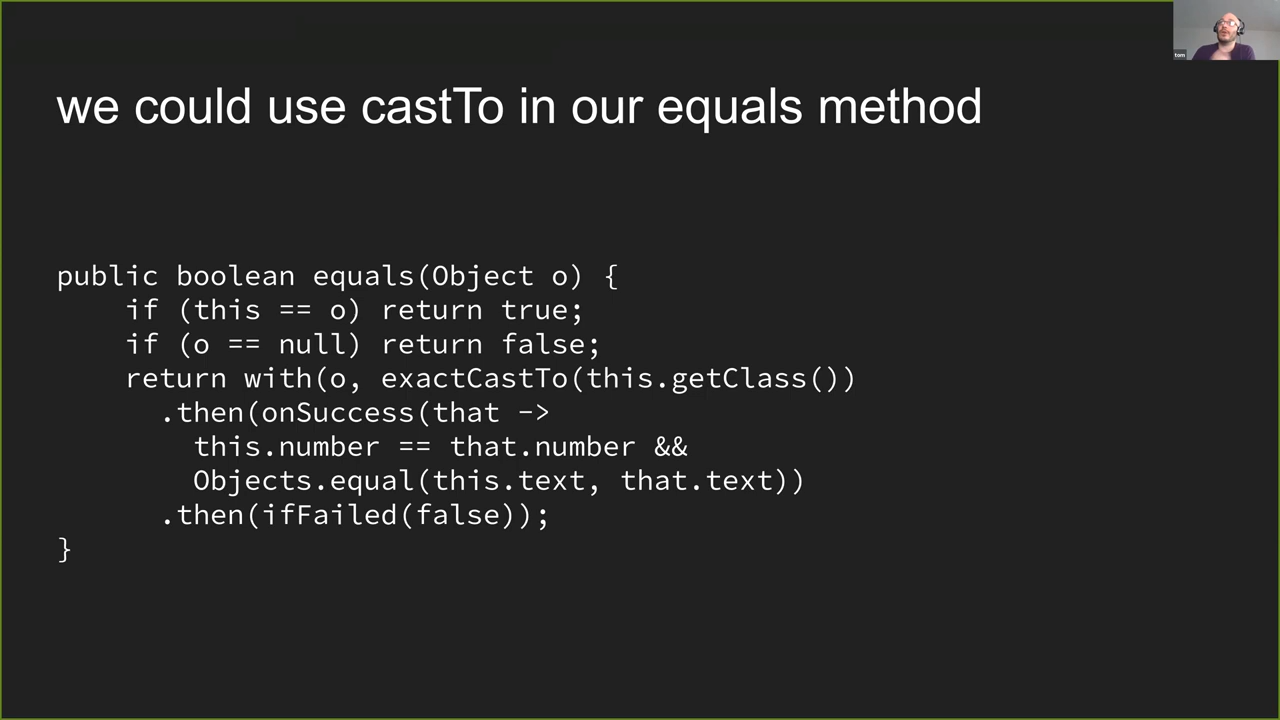 tom
we could use castTo in our equals method
public boolean equals(Object o) {
    if (this == o) return true;
    if (o == null) return false;
    return with(o, exactCastTo(this.getClass())
      .then(onSuccess(that ->
        this.number == that.number &&
        Objects.equal(this.text, that.text))
      .then(ifFailed(false));
}